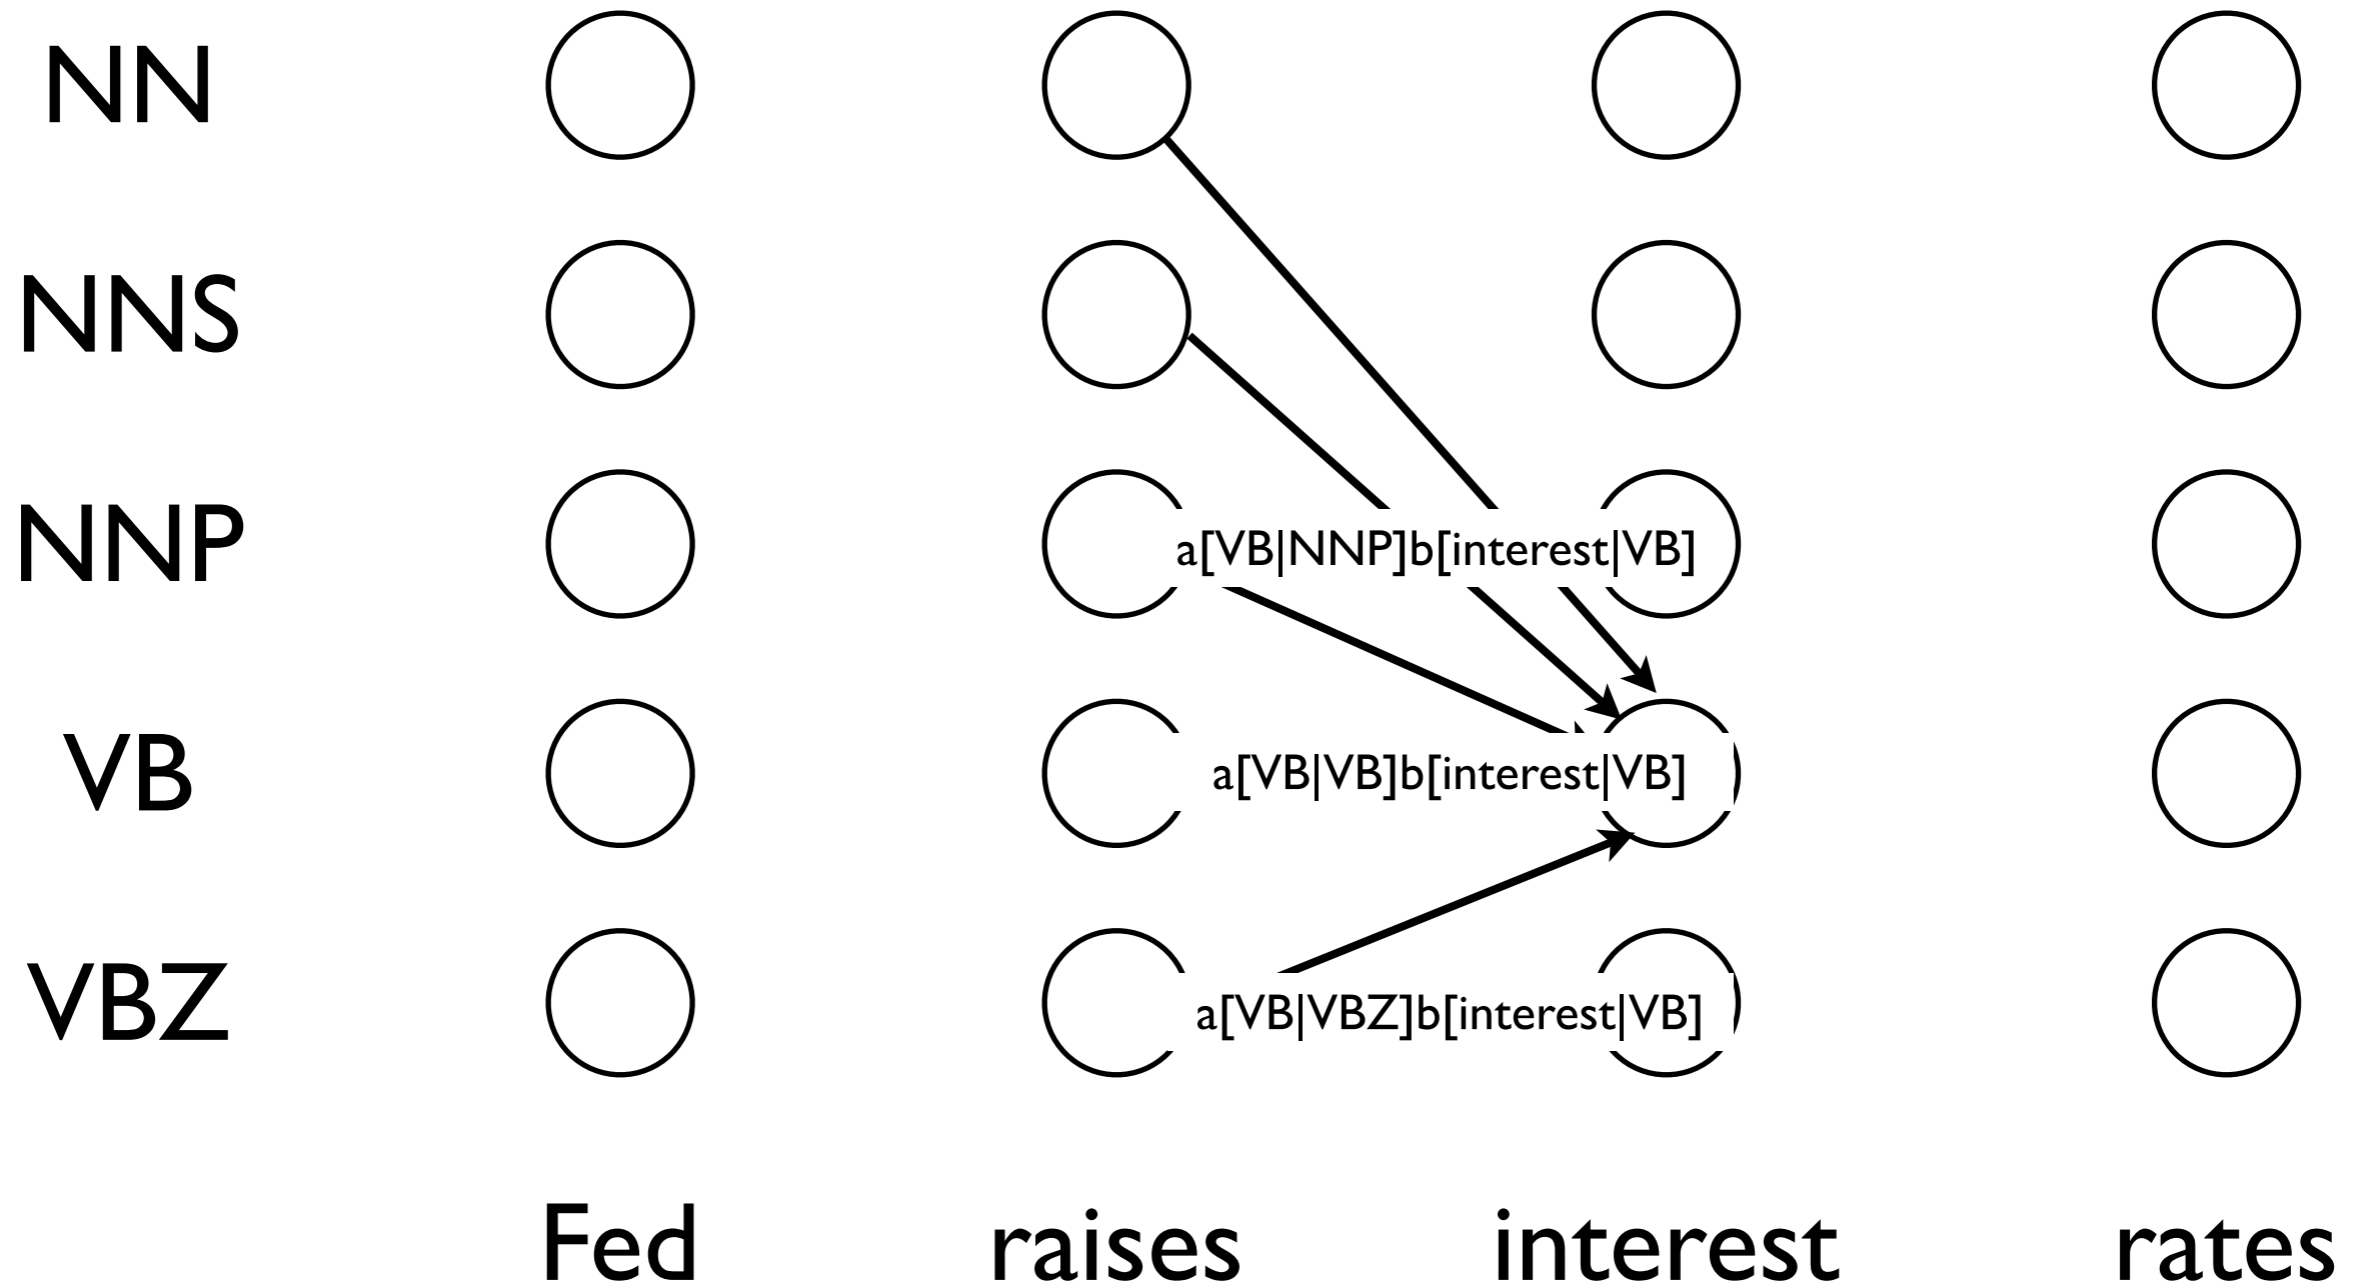 NN
NNS
NNP
a[VB|NNP]b[interest|VB]
VB
a[VB|VB]b[interest|VB]
VBZ
a[VB|VBZ]b[interest|VB]
Fed raises interest rates